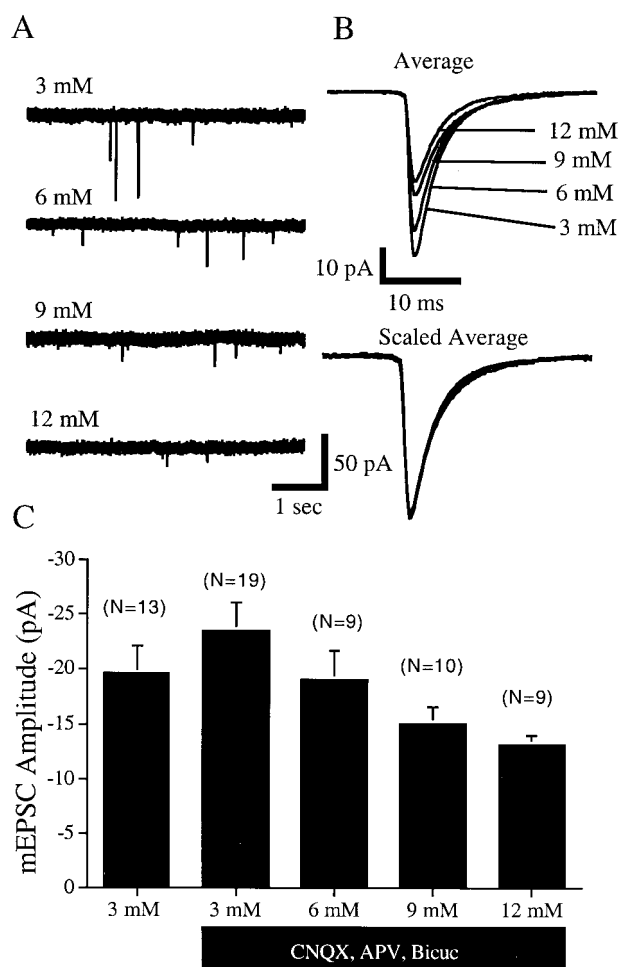 A
3 mM
6 mM
9 mM
12 mM
50 pA
1 sec
B
Average
12 mM
9 mM
6 mM
3 mM
10 pA
10 ms
Scaled Average
C
mEPSC Amplitude (pA)
-30
-25
-20
-15
-10
-5
0
(N=13)
(N=19)
(N=9)
(N=10)
(N=9)
3 mM
3 mM
6 mM
9 mM
12 mM
CNQX, APV, Bicuc